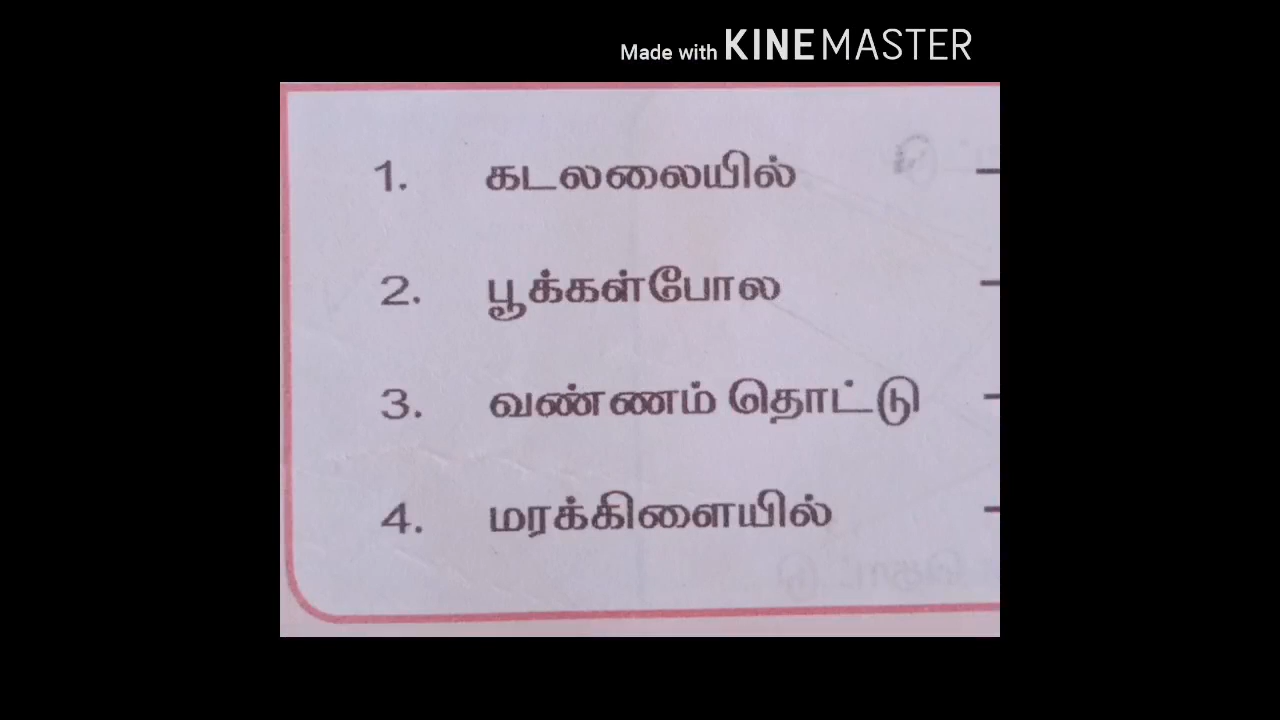 Made with KINEMASTER
1. கடலலையில் –
2. பூக்கள்போல –
3. வண்ணம் தொட்டு –
4. மரக்கிளையில் –